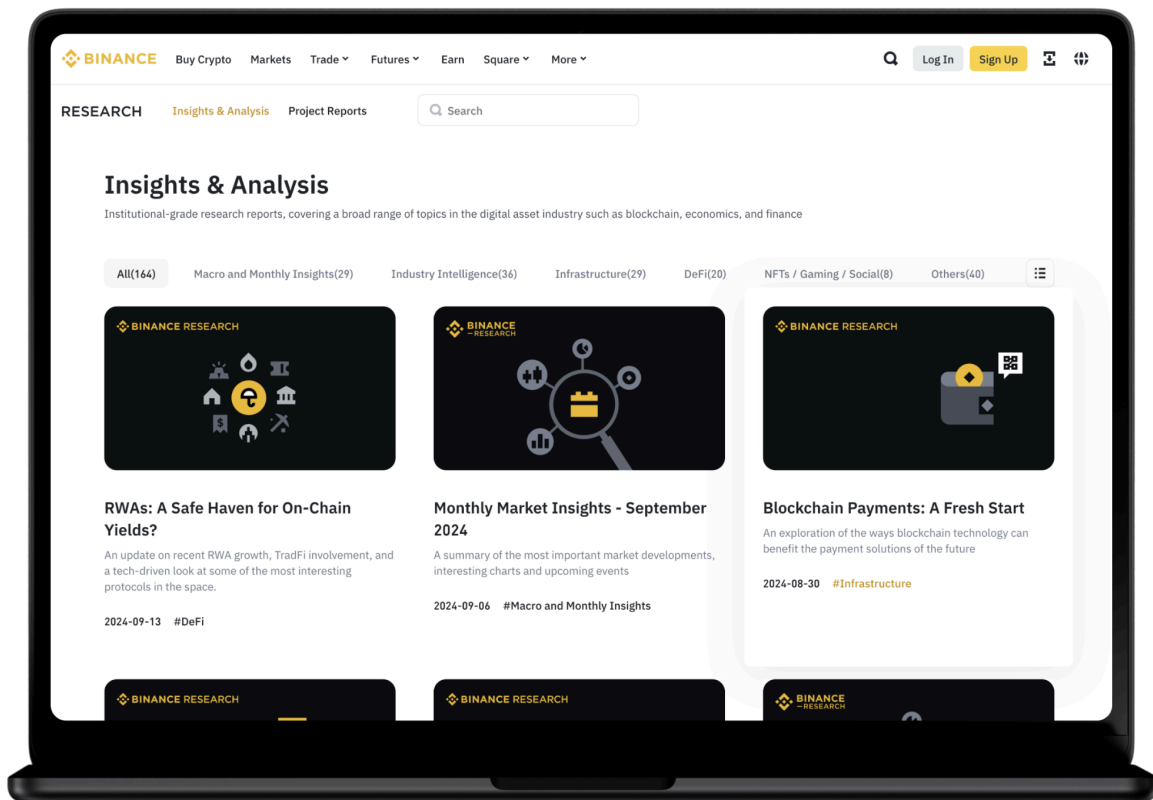 BINANCE Buy Crypto Markets Trade Futures Earn Square More Log In Sign Up
RESEARCH Insights & Analysis Project Reports Search
Insights & Analysis
Institutional-grade research reports, covering a broad range of topics in the digital asset industry such as blockchain, economics, and finance
All(164) Macro and Monthly Insights(29) Industry Intelligence(36) Infrastructure(29) DeFi(20) NFTs / Gaming / Social(8) Others(40)
BINANCE RESEARCH
$
RWAs: A Safe Haven for On-Chain
Yields?
An update on recent RWA growth, TradFi involvement, and
a tech-driven look at some of the most interesting
protocols in the space.
2024-09-13 #DeFi
BINANCE
RESEARCH
Monthly Market Insights - September
2024
A summary of the most important market developments,
interesting charts and upcoming events
2024-09-06 #Macro and Monthly Insights
BINANCE RESEARCH
Blockchain Payments: A Fresh Start
An exploration of the ways blockchain technology can
benefit the payment solutions of the future
2024-08-30 #Infrastructure
BINANCE RESEARCH
BINANCE RESEARCH
BINANCE
RESEARCH